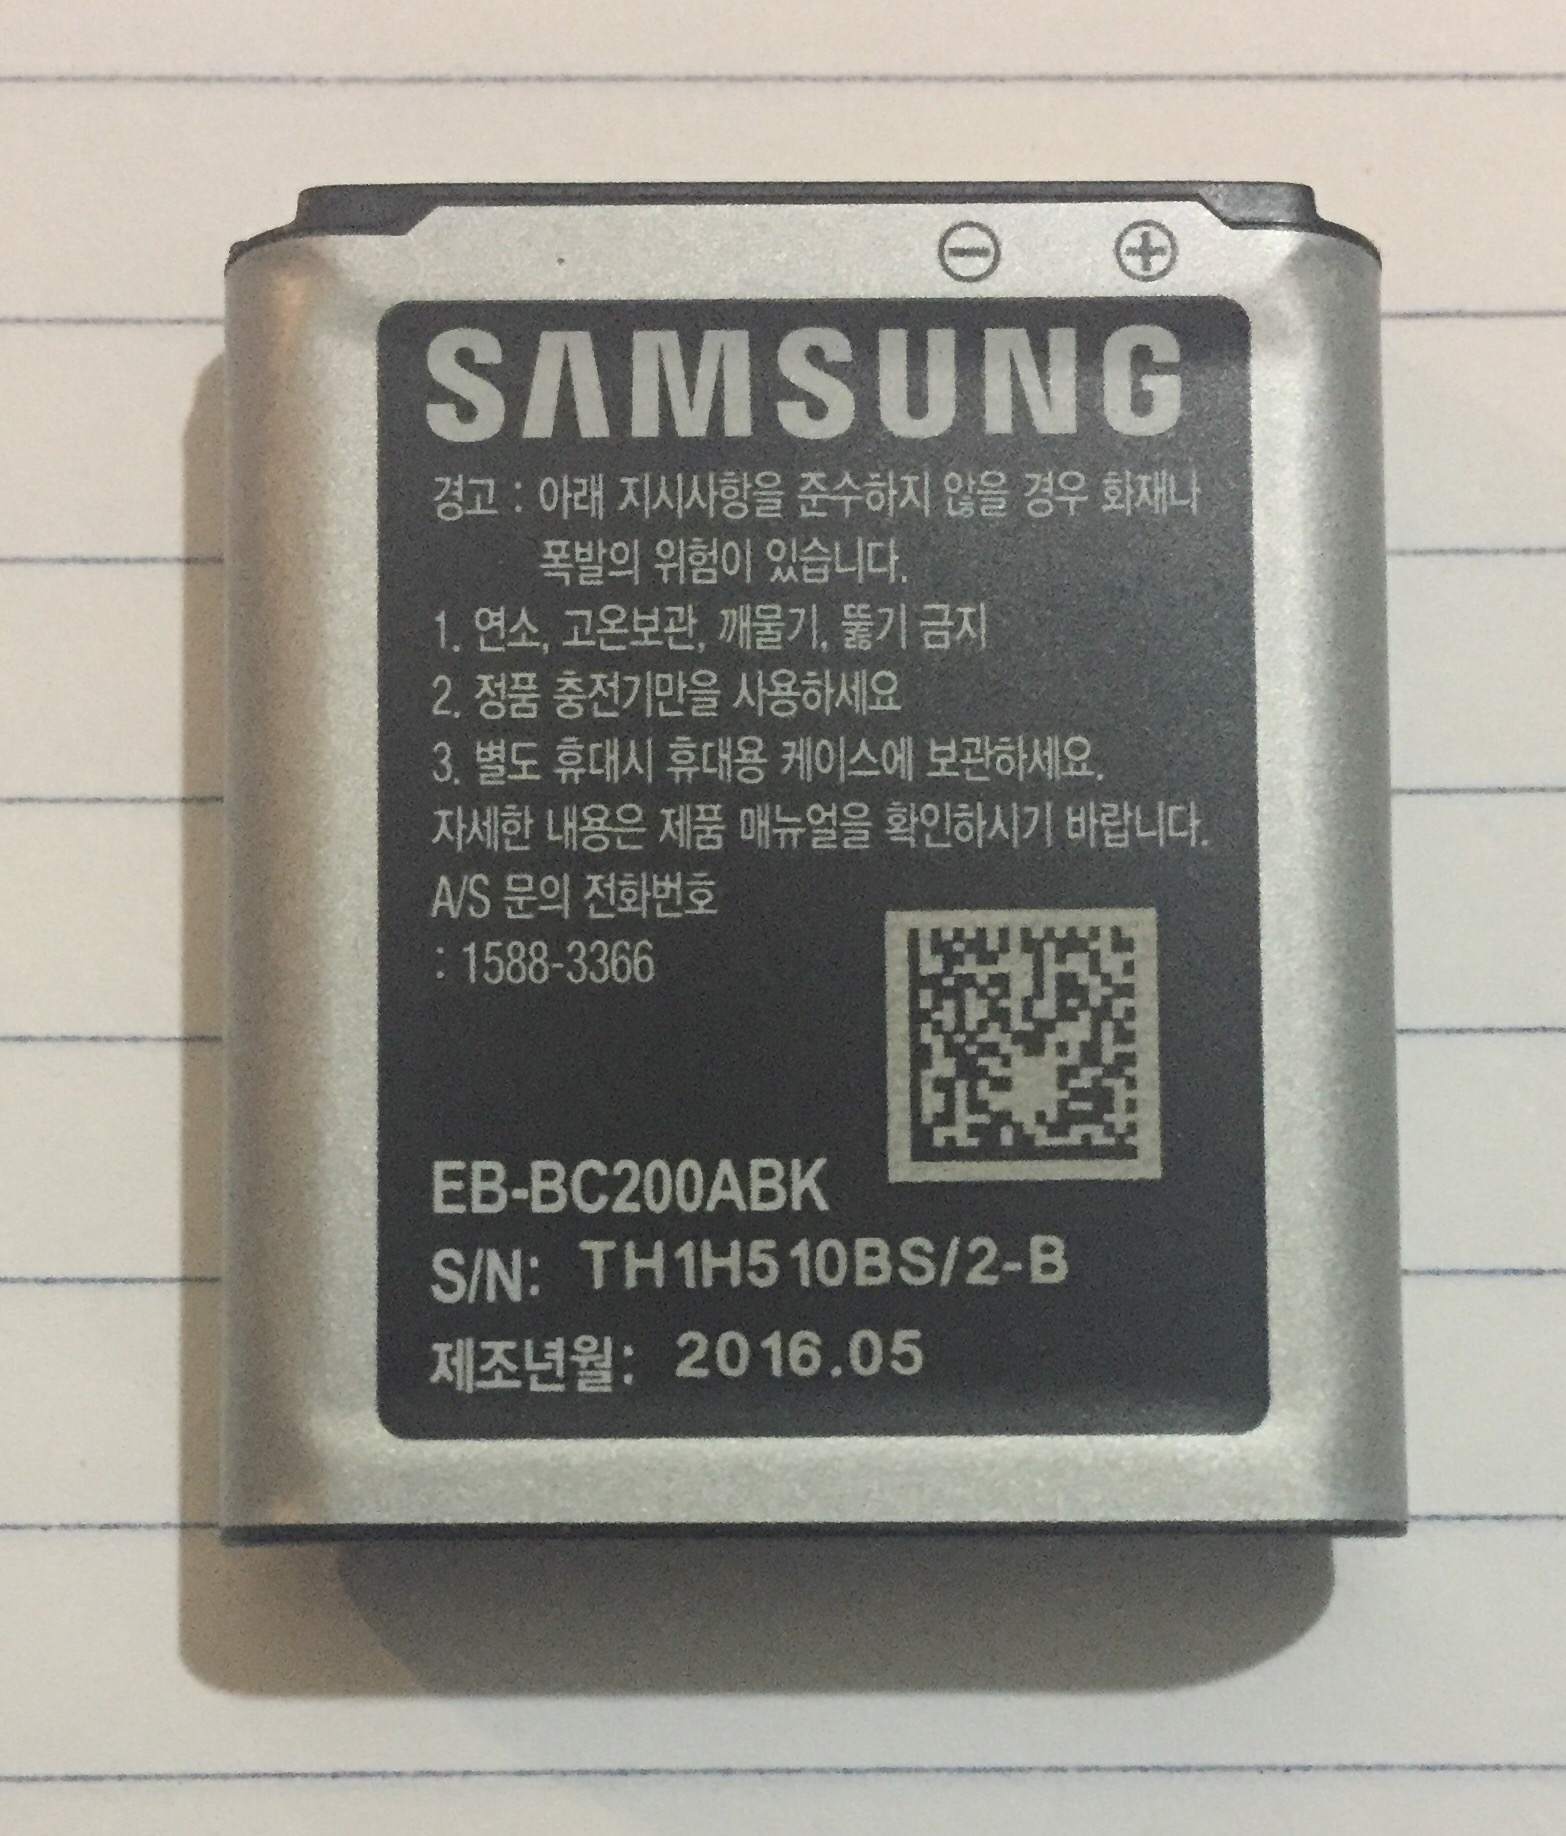 SAMSUNG
경고 : 아래 지시사항을 준수하지 않을 경우 화재나
폭발의 위험이 있습니다.
1. 연소, 고온보관, 깨물기, 뚫기 금지
2. 정품 충전기만을 사용하세요
3. 별도 휴대시 휴대용 케이스에 보관하세요.
자세한 내용은 제품 매뉴얼을 확인하시기 바랍니다.
A/S 문의 전화번호
: 1588-3366
EB-BC200ABK
S/N: TH1H510BS/2-B
제조년월: 2016.05